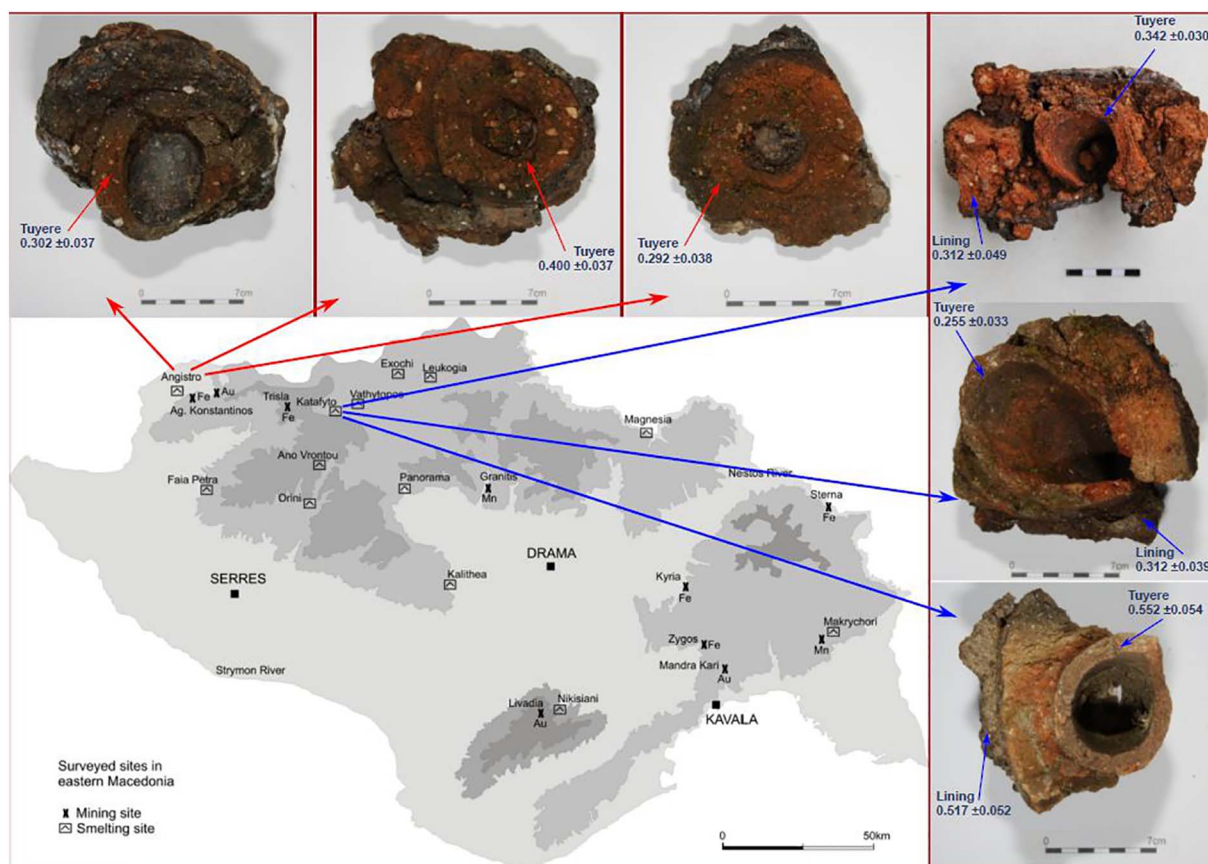 Tuyere
0.302 ±0.037
0 7cm
Tuyere
0.400 ±0.037
0 7cm
Tuyere
0.292 ±0.038
0 7cm
Tuyere
0.342 ±0.030
Lining
0.312 ±0.049
Tuyere
0.255 ±0.033
Lining
0.312 ±0.039
0 7cm
Tuyere
0.552 ±0.054
Lining
0.517 ±0.052
0 7cm
Angistro
Fe
Au
Ag. Konstantinos
Trisla
Fe
Katafyto
Vathytopos
Exochi
Leukogia
Magnesia
Nestos River
Ano Vrontou
Faia Petra
Orini
Panorama
Granitis
Mn
Sterna
Fe
DRAMA
SERRES
Kalithea
Kyria
Fe
Zygos
Fe
Makrychori
Mn
Mandra Kari
Au
Strymon River
Livadia
Au
Nikisiani
KAVALA
Surveyed sites in
eastern Macedonia
Mining site
Smelting site
0 50km